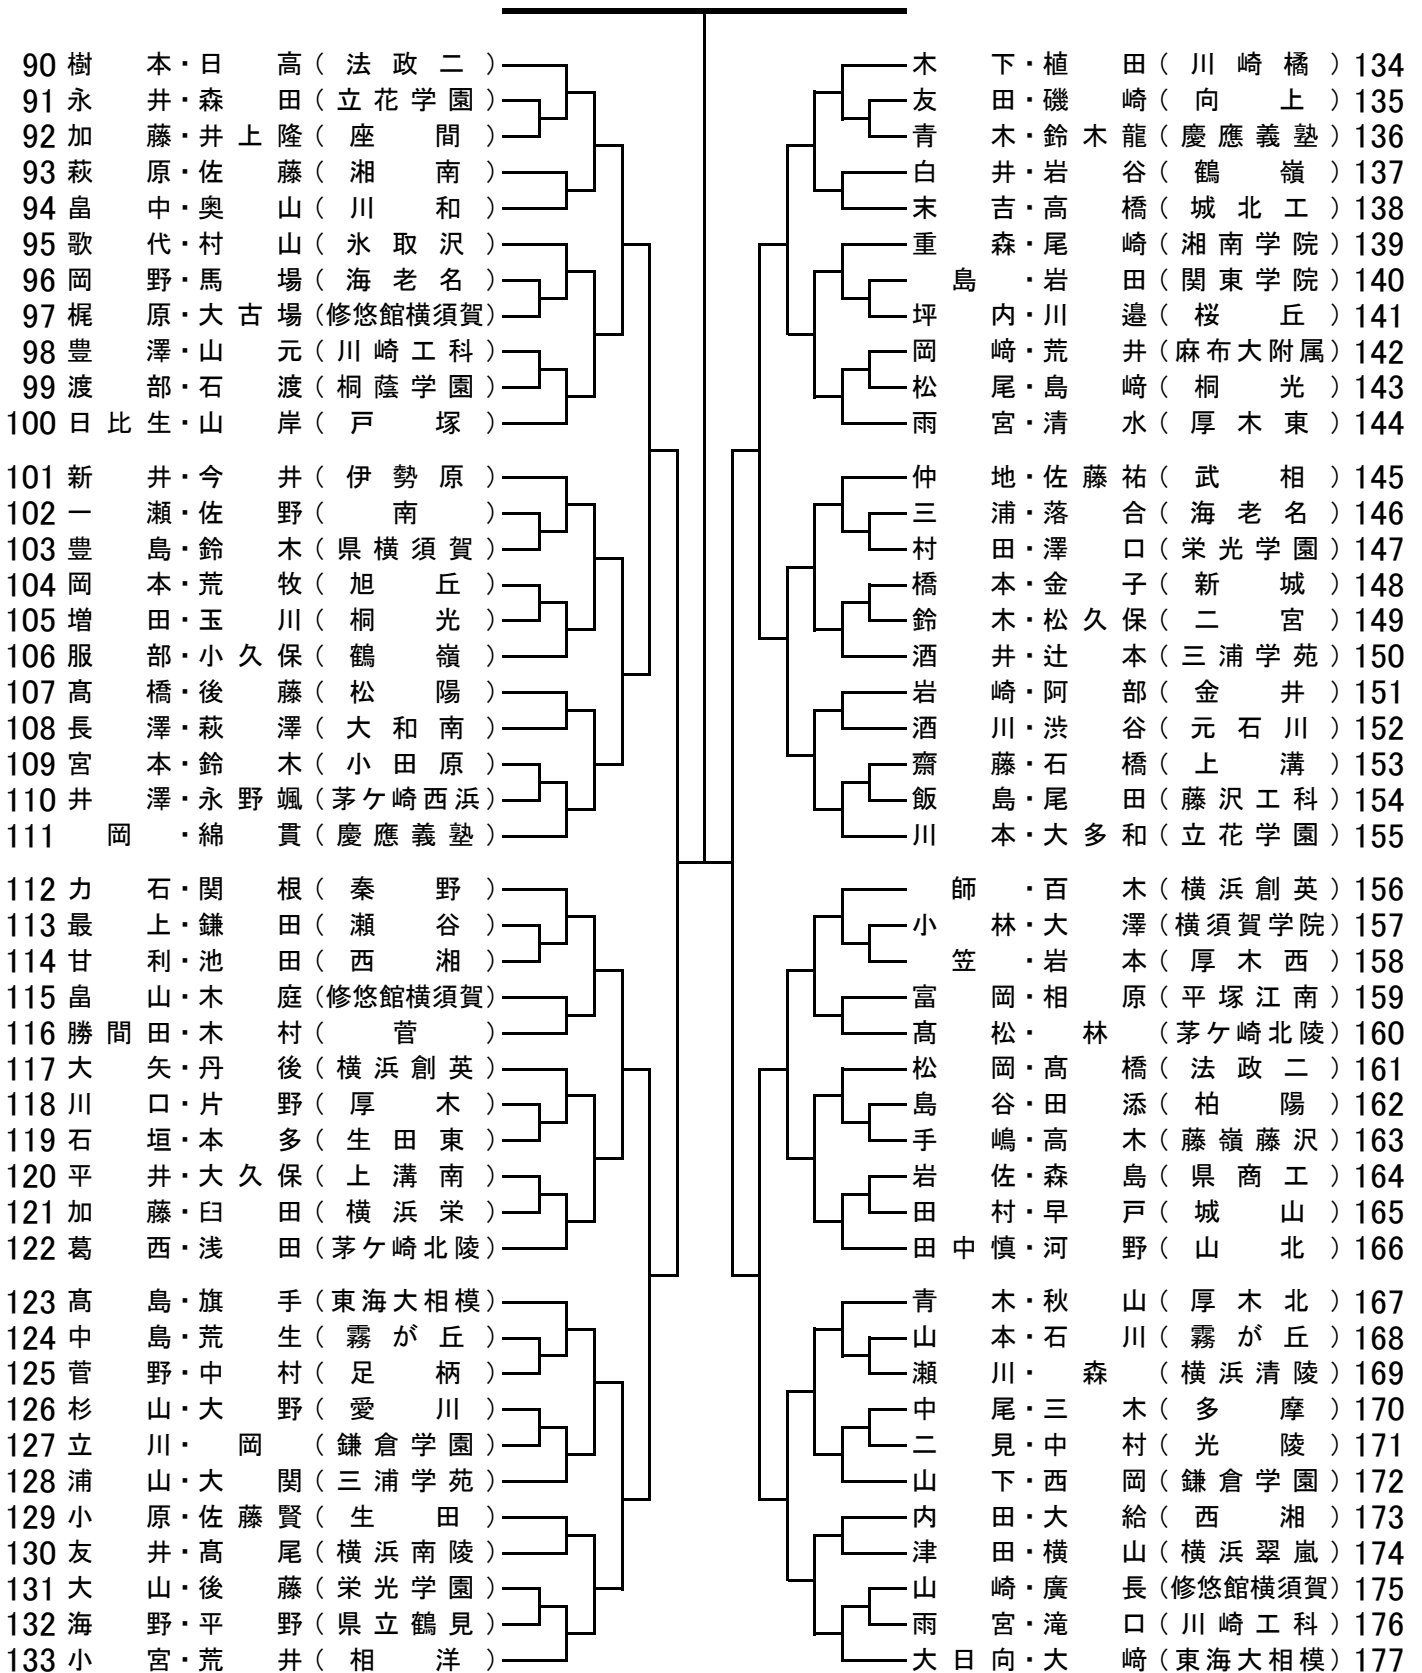 90 樹本・日高（法政二）
91 永井・森田（立花学園）
92 加藤・井上隆（座間）
93 萩原・佐藤（湘南）
94 畠中・奥山（川和）
95 歌代・村山（氷取沢）
96 岡野・馬場（海老名）
97 梶原・大古場（修悠館横須賀）
98 豊澤・山元（川崎工科）
99 渡部・石渡（桐蔭学園）
100 日比生・山岸（戸塚）
101 新井・今井（伊勢原）
102 一瀬・佐野（南）
103 豊島・鈴木（県横須賀）
104 岡本・荒牧（旭丘）
105 増田・玉川（桐光）
106 服部・小久保（鶴嶺）
107 髙橋・後藤（松陽）
108 長澤・萩澤（大和南）
109 宮本・鈴木（小田原）
110 井澤・永野颯（茅ケ崎西浜）
111 岡・綿貫（慶應義塾）
112 力石・関根（秦野）
113 最上・鎌田（瀬谷）
114 甘利・池田（西湘）
115 畠山・木庭（修悠館横須賀）
116 勝間田・木村（菅）
117 大矢・丹後（横浜創英）
118 川口・片野（厚木）
119 石垣・本多（生田東）
120 平井・大久保（上溝南）
121 加藤・臼田（横浜栄）
122 葛西・浅田（茅ケ崎北陵）
123 髙島・旗手（東海大相模）
124 中島・荒生（霧が丘）
125 菅野・中村（足柄）
126 杉山・大野（愛川）
127 立川・岡（鎌倉学園）
128 浦山・大関（三浦学苑）
129 小原・佐藤賢（生田）
130 友井・髙尾（横浜南陵）
131 大山・後藤（栄光学園）
132 海野・平野（県立鶴見）
133 小宮・荒井（相洋）
木下・植田（川崎橘）134
友田・磯崎（向上）135
青木・鈴木龍（慶應義塾）136
白井・岩谷（鶴嶺）137
末吉・高橋（城北工）138
重森・尾崎（湘南学院）139
島・岩田（関東学院）140
坪内・川邉（桜丘）141
岡﨑・荒井（麻布大附属）142
松尾・島﨑（桐光）143
雨宮・清水（厚木東）144
仲地・佐藤祐（武相）145
三浦・落合（海老名）146
村田・澤口（栄光学園）147
橋本・金子（新城）148
鈴木・松久保（二宮）149
酒井・辻本（三浦学苑）150
岩崎・阿部（金井）151
酒川・渋谷（元石川）152
齋藤・石橋（上溝）153
飯島・尾田（藤沢工科）154
川本・大多和（立花学園）155
師・百木（横浜創英）156
小林・大澤（横須賀学院）157
笠・岩本（厚木西）158
富岡・相原（平塚江南）159
髙松・林（茅ケ崎北陵）160
松岡・髙橋（法政二）161
島谷・田添（柏陽）162
手嶋・高木（藤嶺藤沢）163
岩佐・森島（県商工）164
田村・早戸（城山）165
田中慎・河野（山北）166
青木・秋山（厚木北）167
山本・石川（霧が丘）168
瀬川・森（横浜清陵）169
中尾・三木（多摩）170
二見・中村（光陵）171
山下・西岡（鎌倉学園）172
内田・大給（西湘）173
津田・横山（横浜翠嵐）174
山崎・廣長（修悠館横須賀）175
雨宮・滝口（川崎工科）176
大日向・大﨑（東海大相模）177